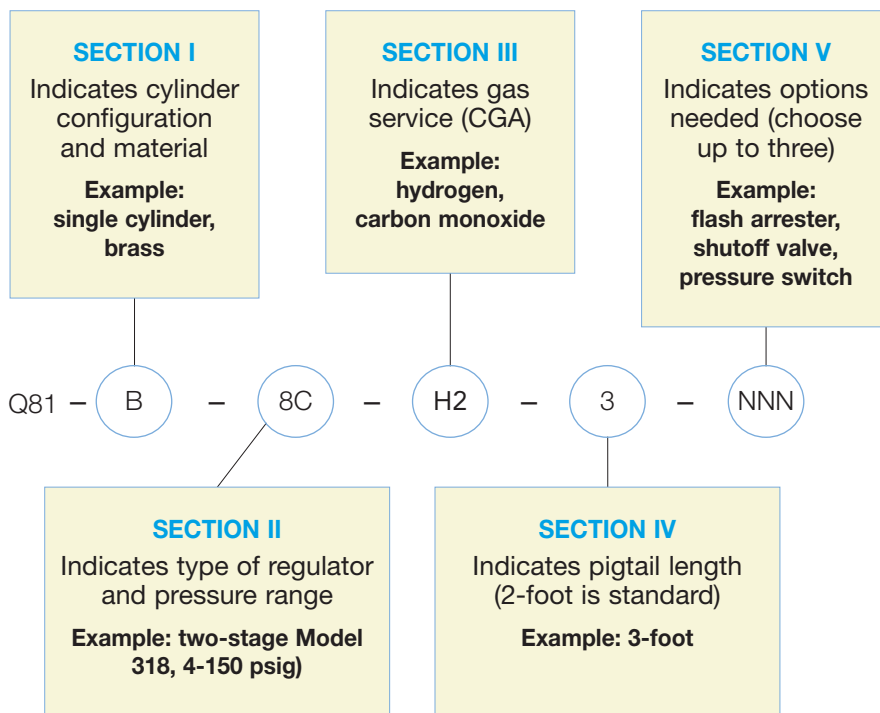 SECTION I
Indicates cylinder
configuration
and material
Example:
single cylinder,
brass
SECTION III
Indicates gas
service (CGA)
Example:
hydrogen,
carbon monoxide
SECTION V
Indicates options
needed (choose
up to three)
Example:
flash arrester,
shutoff valve,
pressure switch
Q81 – B – 8C – H2 – 3 – NNN
SECTION II
Indicates type of regulator
and pressure range
Example: two-stage Model
318, 4-150 psig)
SECTION IV
Indicates pigtail length
(2-foot is standard)
Example: 3-foot